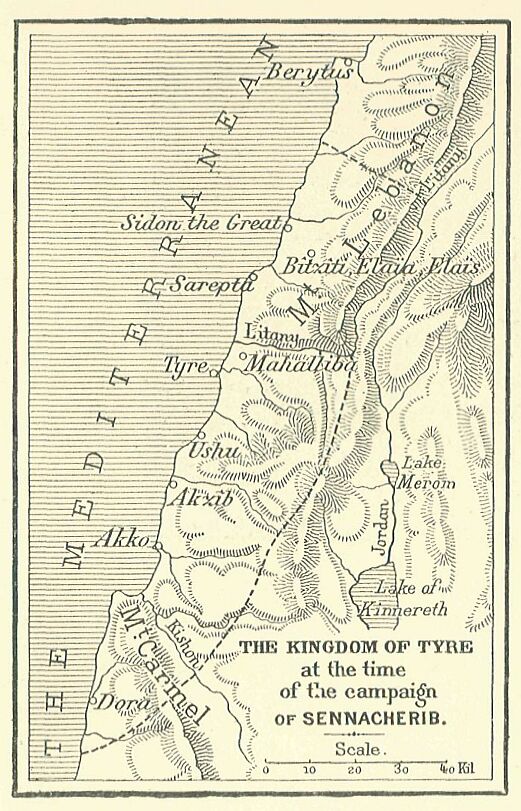 THE MEDITERRANEAN
Berytus
Mt Lebanon
Litany
Sidon the Great
Bitziti, Elaia, Elais
Sarepta
Litany
Tyre
Mahalliba
Ushu
Lake
Merom
Akzib
Jordan
Akko
Lake of
Kinnereth
Kishon
Mt Carmel
Dora
THE KINGDOM OF TYRE
at the time
of the campaign
OF SENNACHERIB.
Scale.
0 10 20 30 40 Kil